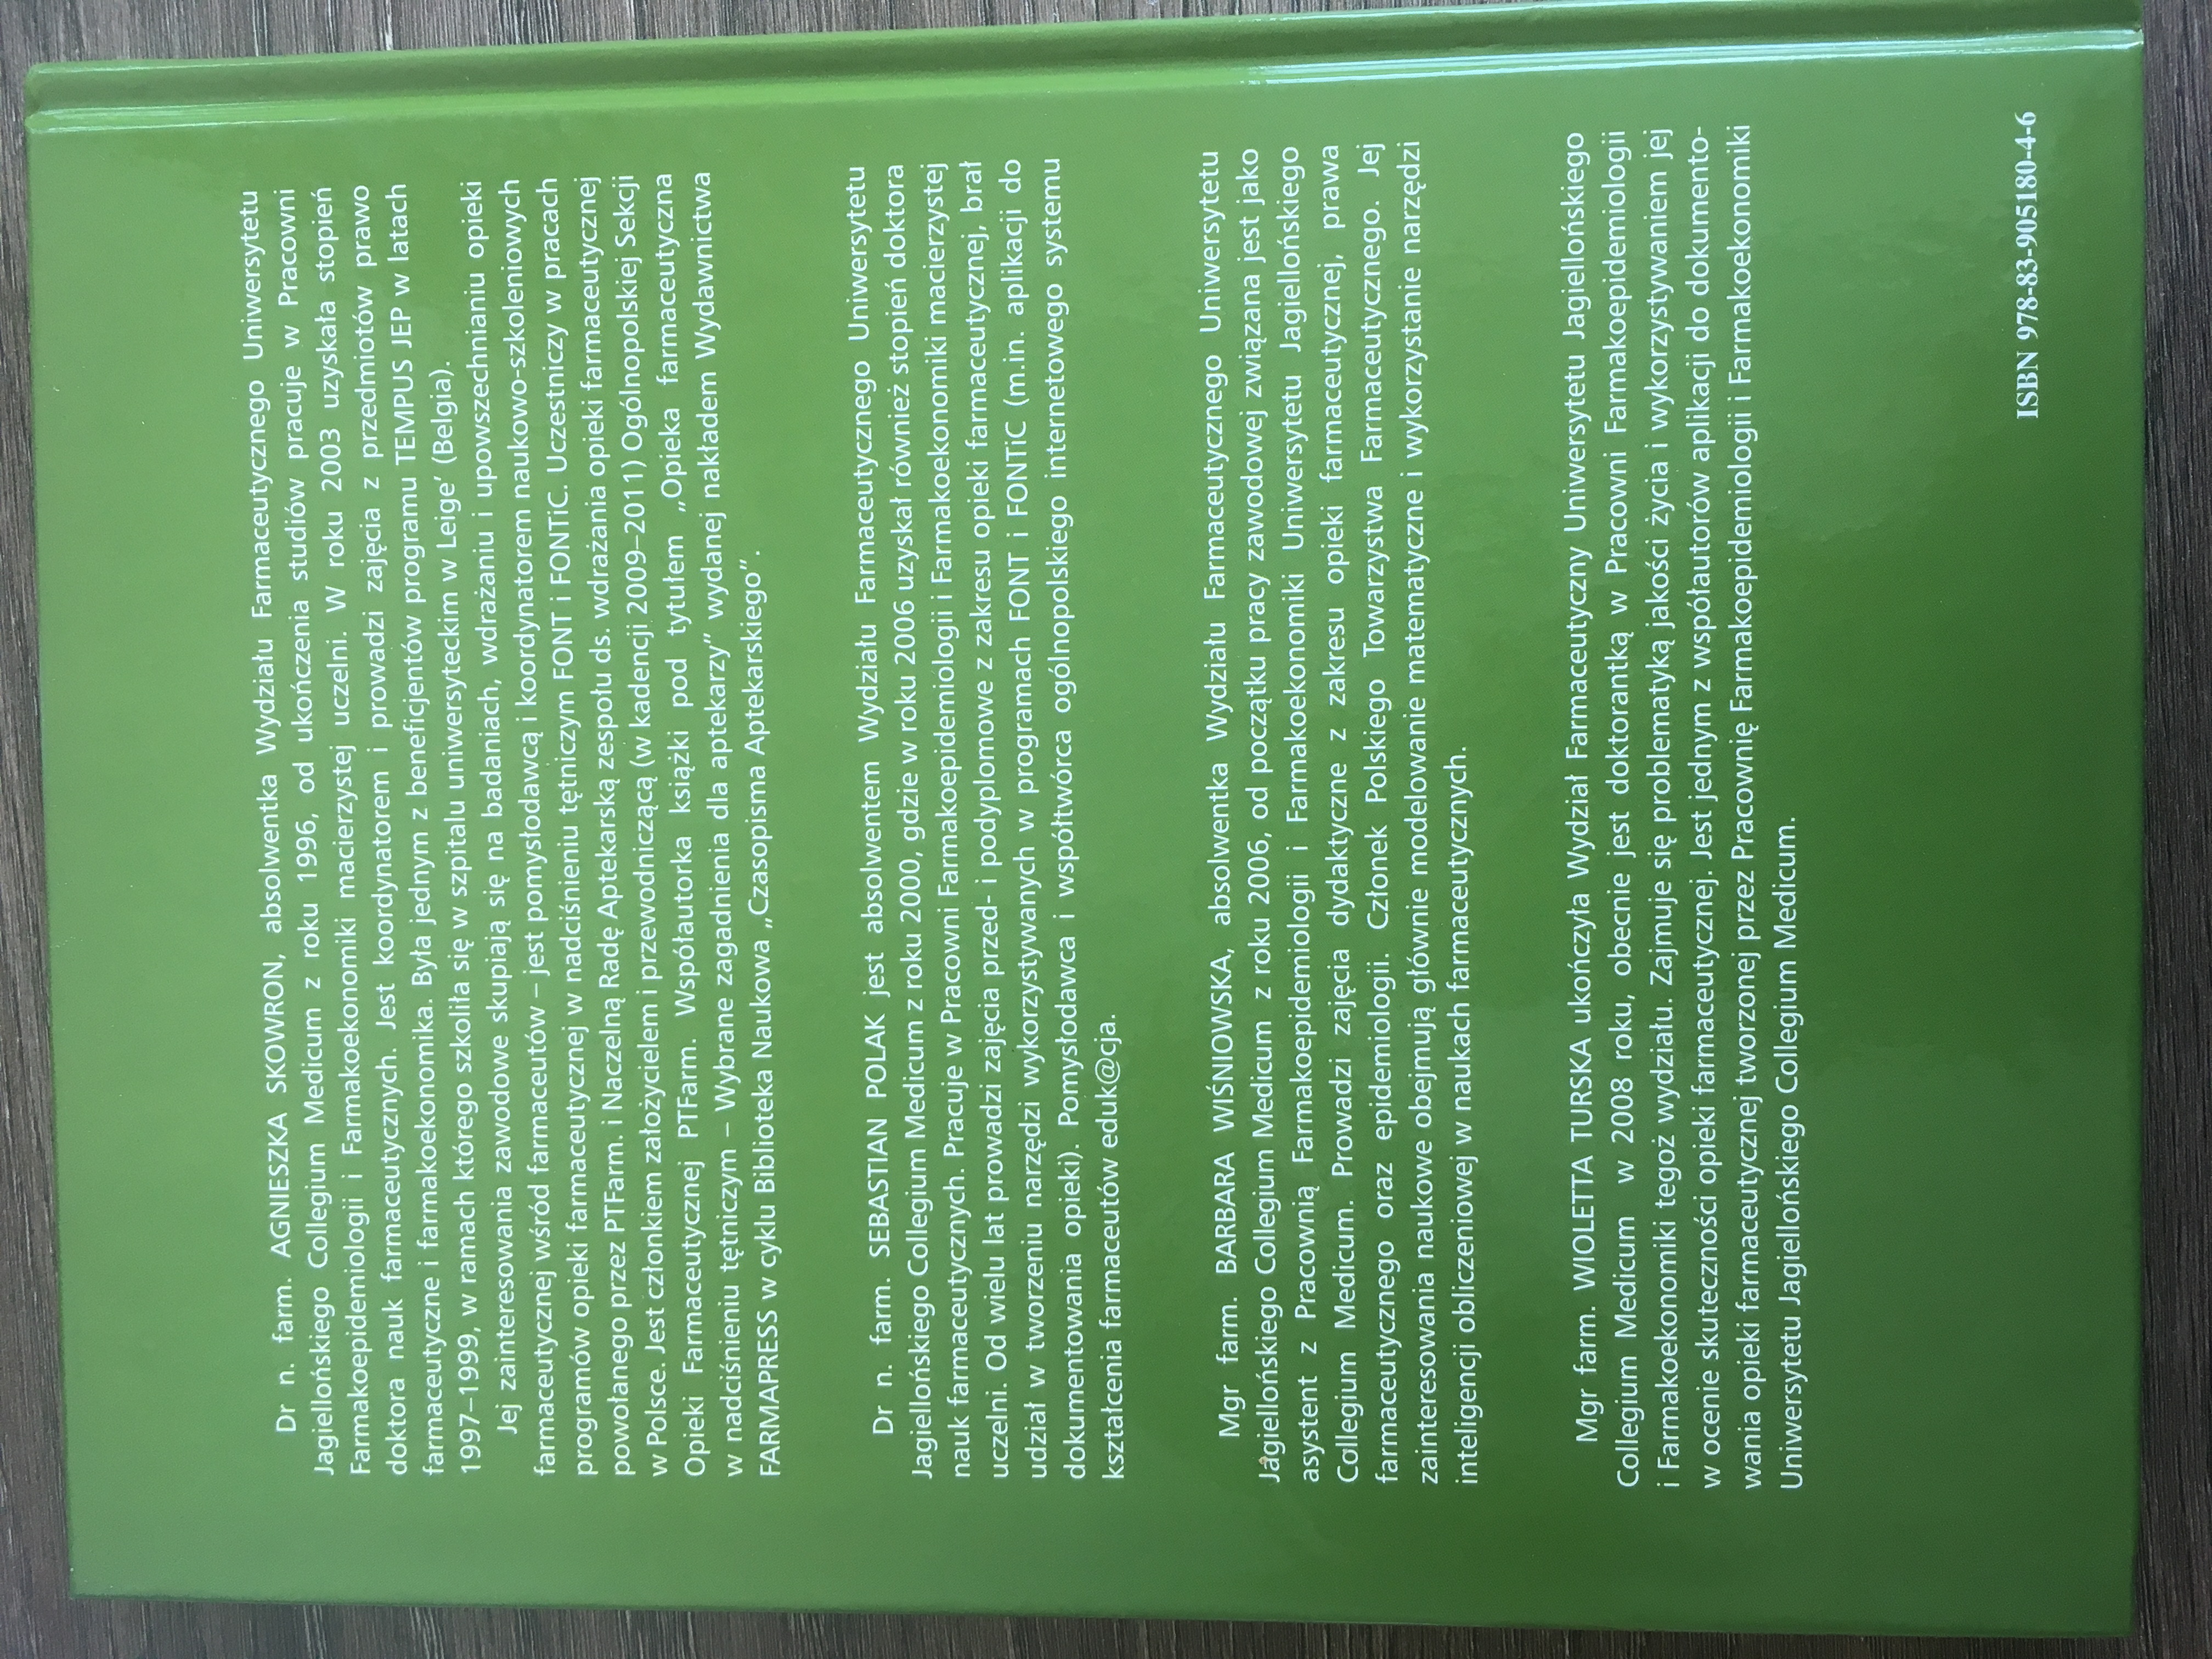 Dr n. farm. AGNIESZKA SKOWRON, absolwentka Wydziału Farmaceutycznego Uniwersytetu
Jagiellońskiego Collegium Medicum z roku 1996, od ukończenia studiów pracuje w Pracowni
Farmakoepidemiologii i Farmakoekonomiki macierzystej uczelni. W roku 2003 uzyskała stopień
doktora nauk farmaceutycznych. Jest koordynatorem i prowadzi zajęcia z przedmiotów prawo
farmaceutyczne i farmakoekonomika. Była jednym z beneficjentów programu TEMPUS JEP w latach
1997–1999, w ramach którego szkoliła się w szpitalu uniwersyteckim w Leige' (Belgia).
Jej zainteresowania zawodowe skupiają się na badaniach, wdrażaniu i upowszechnianiu opieki
farmaceutycznej wśród farmaceutów – jest pomysłodawcą i koordynatorem naukowo-szkoleniowych
programów opieki farmaceutycznej w nadciśnieniu tętniczym FONT i FONTiC. Uczestniczy w pracach
powołanego przez PTFarm. i Naczelną Radę Aptekarską zespołu ds. wdrażania opieki farmaceutycznej
w Polsce. Jest członkiem założycielem i przewodniczącą (w kadencji 2009–2011) Ogólnopolskiej Sekcji
Opieki Farmaceutycznej PTFarm. Współautorka książki pod tytułem „Opieka farmaceutyczna
w nadciśnieniu tętniczym – Wybrane zagadnienia dla aptekarzy" wydanej nakładem Wydawnictwa
FARMAPRESS w cyklu Biblioteka Naukowa „Czasopisma Aptekarskiego".
Dr n. farm. SEBASTIAN POLAK jest absolwentem Wydziału Farmaceutycznego Uniwersytetu
Jagiellońskiego Collegium Medicum z roku 2000, gdzie w roku 2006 uzyskał również stopień doktora
nauk farmaceutycznych. Pracuje w Pracowni Farmakoepidemiologii i Farmakoekonomiki macierzystej
uczelni. Od wielu lat prowadzi zajęcia przed- i podyplomowe z zakresu opieki farmaceutycznej, brał
udział w tworzeniu narzędzi wykorzystywanych w programach FONT i FONTiC (m.in. aplikacji do
dokumentowania opieki). Pomysłodawca i współtwórca ogólnopolskiego internetowego systemu
kształcenia farmaceutów eduk@cja.
Mgr farm. BARBARA WIŚNIOWSKA, absolwentka Wydziału Farmaceutycznego Uniwersytetu
Jagiellońskiego Collegium Medicum z roku 2006, od początku pracy zawodowej związana jest jako
asystent z Pracownią Farmakoepidemiologii i Farmakoekonomiki Uniwersytetu Jagiellońskiego
Collegium Medicum. Prowadzi zajęcia dydaktyczne z zakresu opieki farmaceutycznej, prawa
farmaceutycznego oraz epidemiologii. Członek Polskiego Towarzystwa Farmaceutycznego. Jej
zainteresowania naukowe obejmują głównie modelowanie matematyczne i wykorzystanie narzędzi
inteligencji obliczeniowej w naukach farmaceutycznych.
Mgr farm. WIOLETTA TURSKA ukończyła Wydział Farmaceutyczny Uniwersytetu Jagiellońskiego
Collegium Medicum w 2008 roku, obecnie jest doktorantką w Pracowni Farmakoepidemiologii
i Farmakoekonomiki tegoż wydziału. Zajmuje się problematyką jakości życia i wykorzystywaniem jej
w ocenie skuteczności opieki farmaceutycznej. Jest jednym z współautorów aplikacji do dokumento-
wania opieki farmaceutycznej tworzonej przez Pracownię Farmakoepidemiologii i Farmakoekonomiki
Uniwersytetu Jagiellońskiego Collegium Medicum.
ISBN 978-83-905180-4-6